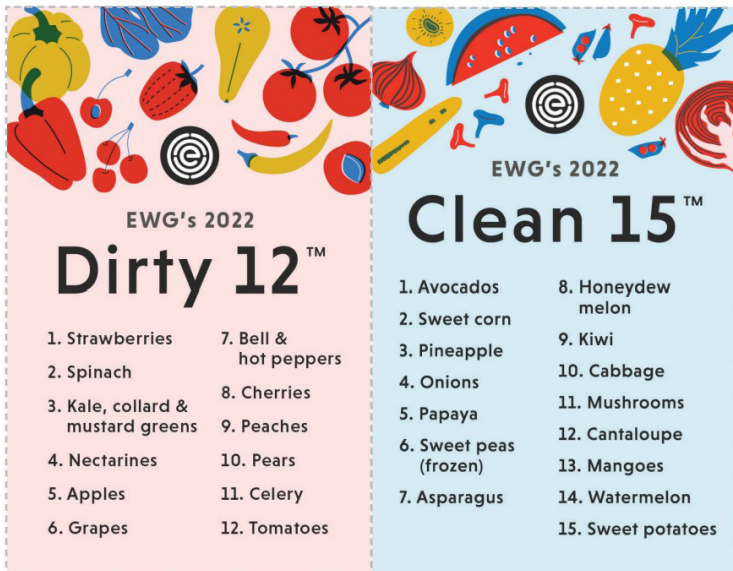 EWG's 2022
Dirty 12™
1. Strawberries
2. Spinach
3. Kale, collard &
mustard greens
4. Nectarines
5. Apples
6. Grapes
7. Bell &
hot peppers
8. Cherries
9. Peaches
10. Pears
11. Celery
12. Tomatoes
EWG's 2022
Clean 15™
1. Avocados
2. Sweet corn
3. Pineapple
4. Onions
5. Papaya
6. Sweet peas
(frozen)
7. Asparagus
8. Honeydew
melon
9. Kiwi
10. Cabbage
11. Mushrooms
12. Cantaloupe
13. Mangoes
14. Watermelon
15. Sweet potatoes